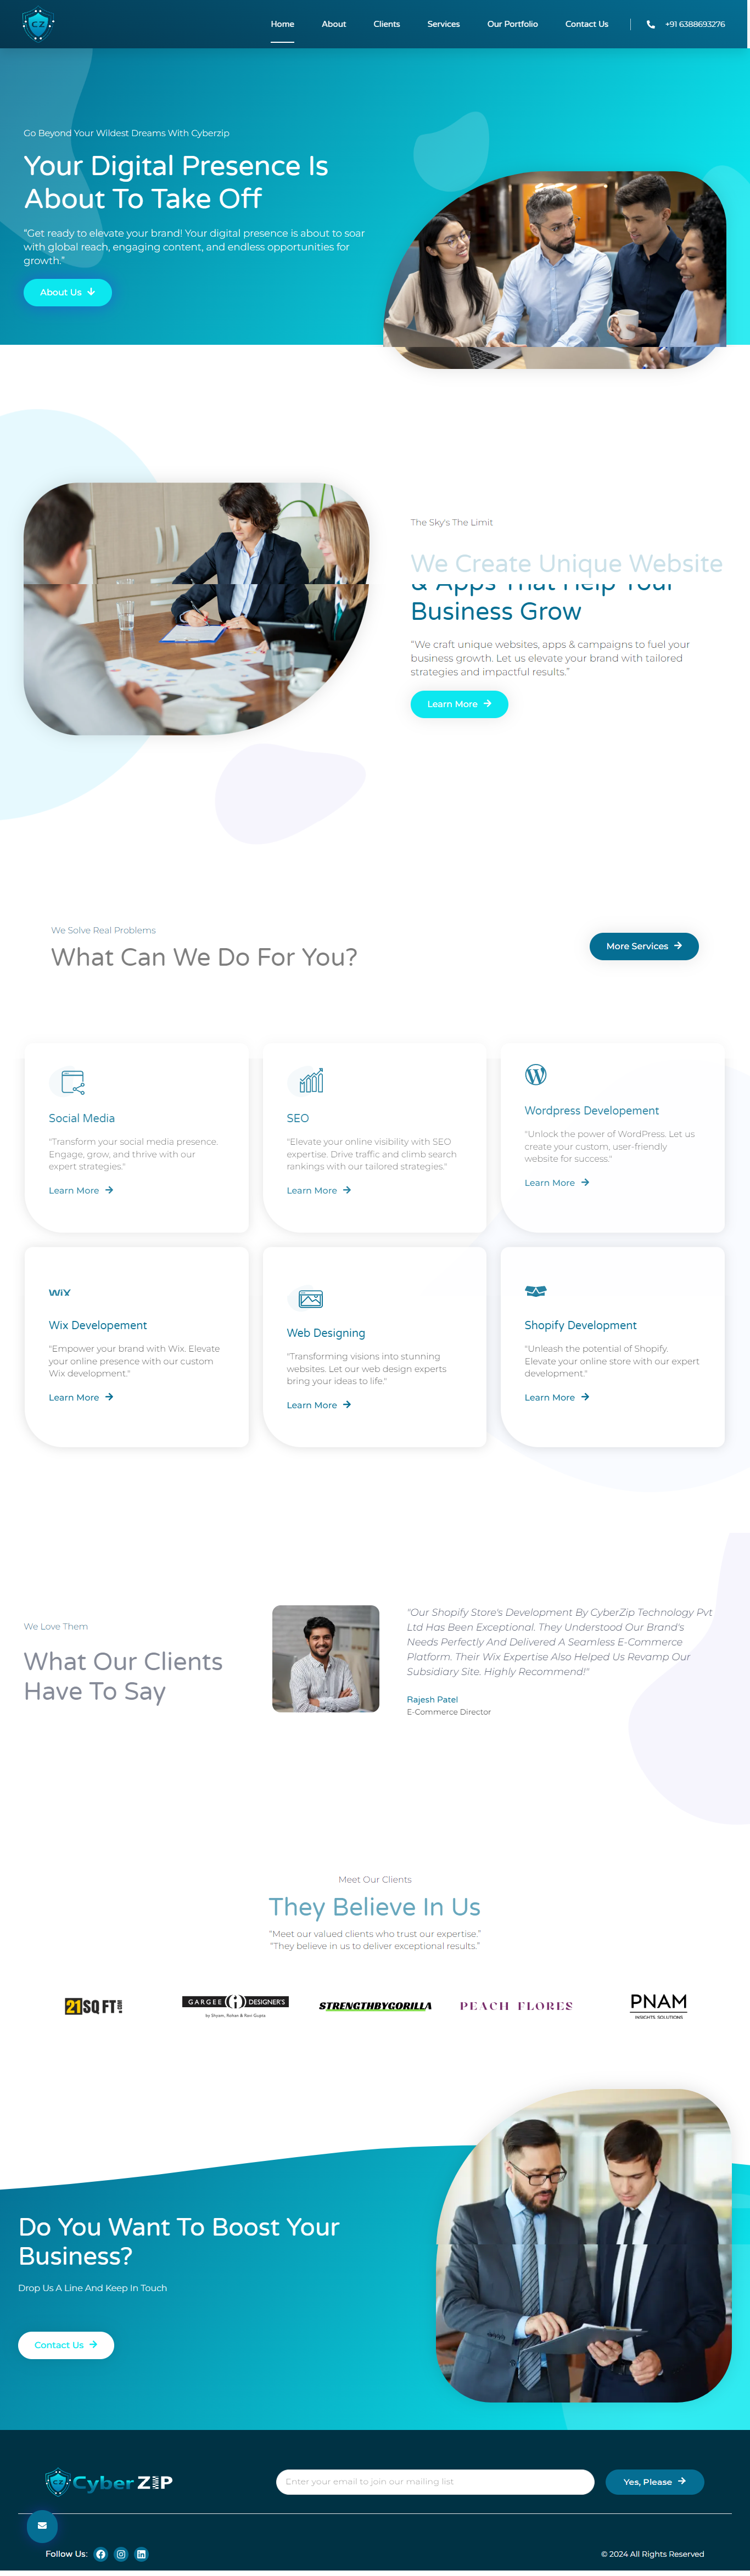 CZ
Home
About
Clients
Services
Our Portfolio
Contact Us
+91 6388693276
Go Beyond Your Wildest Dreams With Cyberzip
Your Digital Presence Is
About To Take Off
“Get ready to elevate your brand! Your digital presence is about to soar
with global reach, engaging content, and endless opportunities for
growth.”
About Us
The Sky's The Limit
We Create Unique Website
& Apps That Help Your
Business Grow
“We craft unique websites, apps & campaigns to fuel your
business growth. Let us elevate your brand with tailored
strategies and impactful results.”
Learn More
We Solve Real Problems
What Can We Do For You?
More Services
Social Media
"Transform your social media presence.
Engage, grow, and thrive with our
expert strategies."
Learn More
SEO
"Elevate your online visibility with SEO
expertise. Drive traffic and climb search
rankings with our tailored strategies."
Learn More
Wordpress Developement
"Unlock the power of WordPress. Let us
create your custom, user-friendly
website for success."
Learn More
WiX
Wix Developement
"Empower your brand with Wix. Elevate
your online presence with our custom
Wix development."
Learn More
Web Designing
"Transforming visions into stunning
websites. Let our web design experts
bring your ideas to life."
Learn More
Shopify Development
"Unleash the potential of Shopify.
Elevate your online store with our expert
development."
Learn More
We Love Them
What Our Clients
Have To Say
"Our Shopify Store's Development By CyberZip Technology Pvt
Ltd Has Been Exceptional. They Understood Our Brand's
Needs Perfectly And Delivered A Seamless E-Commerce
Platform. Their Wix Expertise Also Helped Us Revamp Our
Subsidiary Site. Highly Recommend!"
Rajesh Patel
E-Commerce Director
Meet Our Clients
They Believe In Us
“Meet our valued clients who trust our expertise.”
“They believe in us to deliver exceptional results.”
21SQFT.COM
GARGEE DESIGNER'S
by Shyam, Rohan & Ravi Gupta
STRENGTHBYGORILLA
PEACH FLORES
PNAM
INSIGHTS. SOLUTIONS
Do You Want To Boost Your
Business?
Drop Us A Line And Keep In Touch
Contact Us
CyberZIP
Enter your email to join our mailing list
Yes, Please
Follow Us:
© 2024 All Rights Reserved